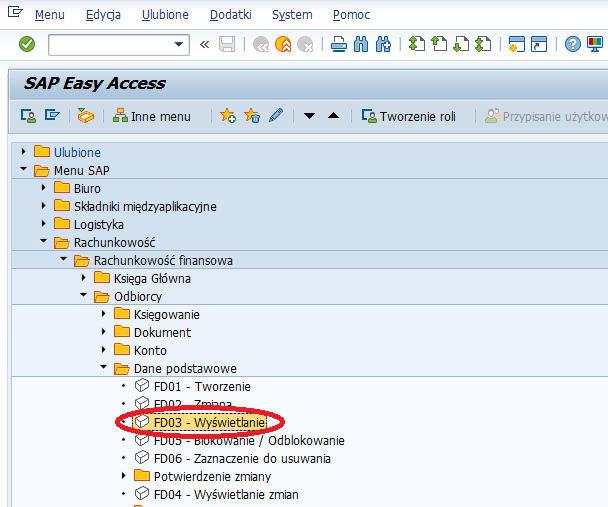 Menu Edycja Ulubione Dodatki System Pomoc
SAP Easy Access
Inne menu Tworzenie roli Przypisanie użytkow
Ulubione
Menu SAP
Biuro
Składniki międzyaplikacyjne
Logistyka
Rachunkowość
Rachunkowość finansowa
Księga Główna
Odbiorcy
Księgowanie
Dokument
Konto
Dane podstawowe
FD01 - Tworzenie
FD02 - Zmiana
FD03 - Wyświetlanie
FD05 - Blokowanie / Odblokowanie
FD06 - Zaznaczenie do usuwania
Potwierdzenie zmiany
FD04 - Wyświetlanie zmian